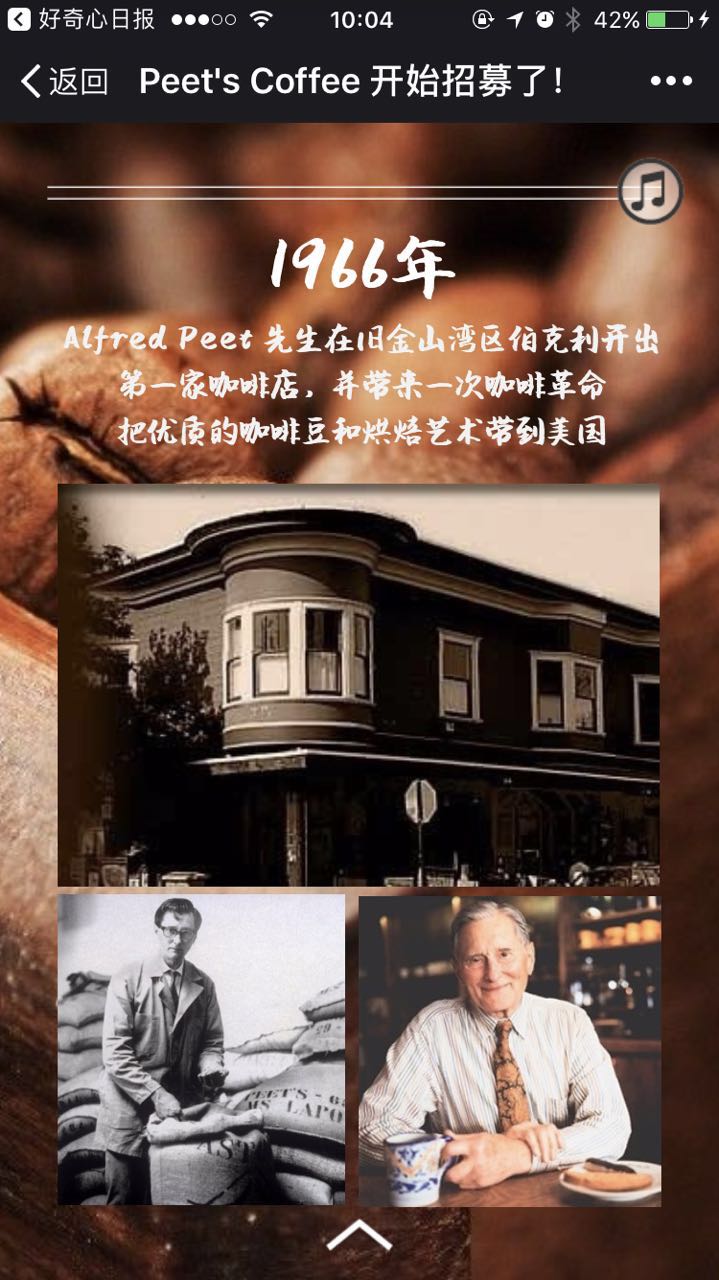 好奇心日报
10:04
42%
返回
Peet's Coffee 开始招募了!
1966年
Alfred Peet 先生在旧金山湾区伯克利开出
第一家咖啡店，并带来一次咖啡革命
把优质的咖啡豆和烘焙艺术带到美国
PEET'S